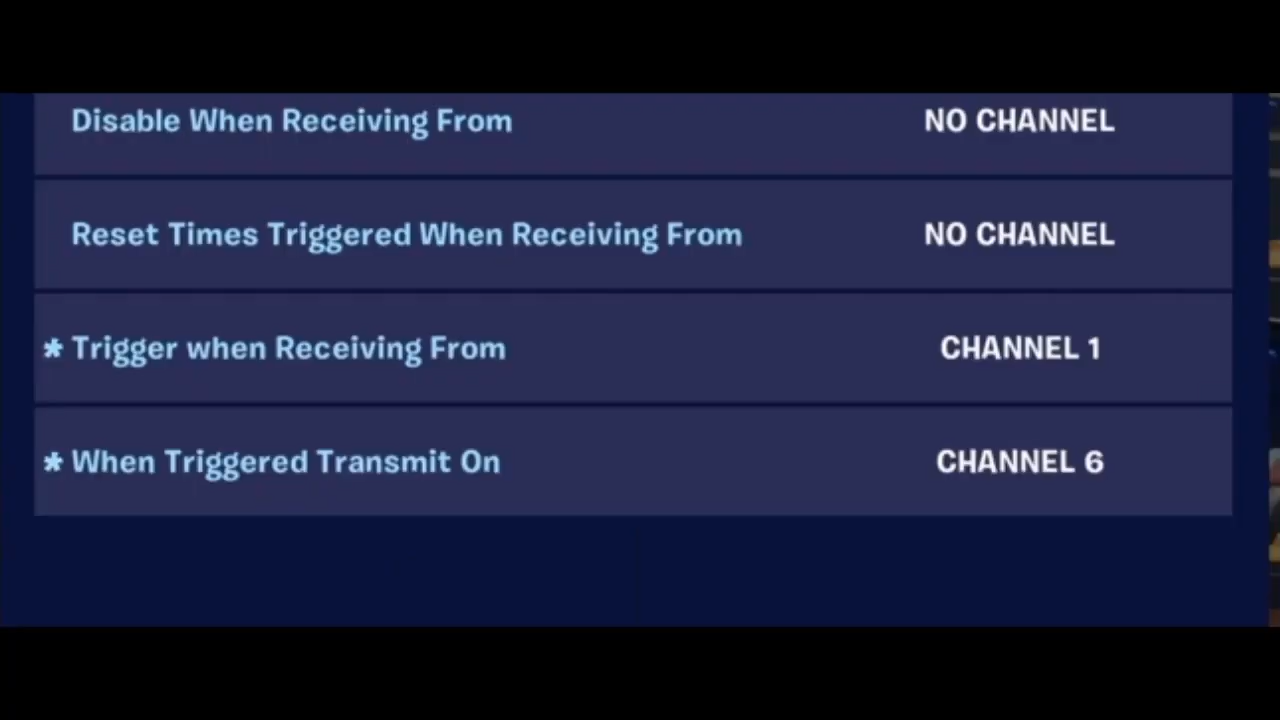 Disable When Receiving From NO CHANNEL
Reset Times Triggered When Receiving From NO CHANNEL
* Trigger when Receiving From CHANNEL 1
* When Triggered Transmit On CHANNEL 6